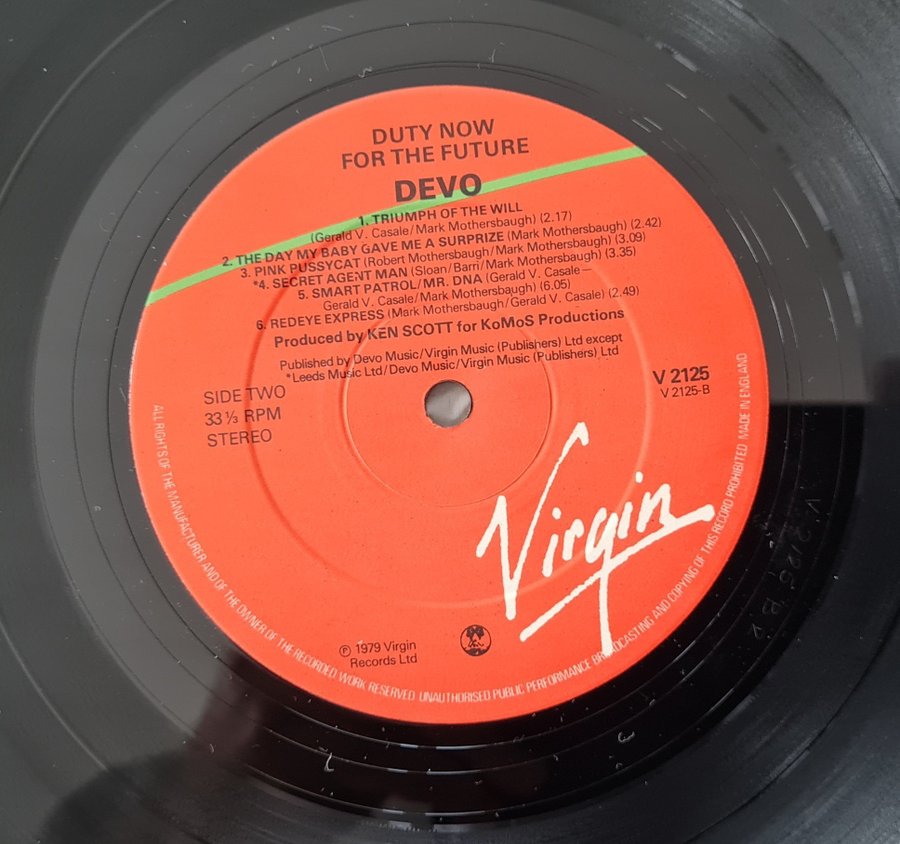 DUTY NOW
FOR THE FUTURE
DEVO
1. TRIUMPH OF THE WILL
(Gerald V. Casale/Mark Mothersbaugh) (2.17)
2. THE DAY MY BABY GAVE ME A SURPRIZE (Mark Mothersbaugh) (2.42)
3. PINK PUSSYCAT (Robert Mothersbaugh/Mark Mothersbaugh) (3.09)
*4. SECRET AGENT MAN (Sloan/Barri/Mark Mothersbaugh) (3.35)
5. SMART PATROL/MR. DNA (Gerald V. Casale—
Gerald V. Casale/Mark Mothersbaugh) (6.05)
6. REDEYE EXPRESS (Mark Mothersbaugh/Gerald V. Casale) (2.49)
Produced by KEN SCOTT for KoMoS Productions
Published by Devo Music/Virgin Music (Publishers) Ltd except
*Leeds Music Ltd/Devo Music/Virgin Music (Publishers) Ltd
SIDE TWO
33⅓ RPM
STEREO
V 2125
V 2125-B
Virgin
℗ 1979 Virgin
Records Ltd
ALL RIGHTS OF THE MANUFACTURER AND OF THE OWNER OF THE RECORDED WORK RESERVED UNAUTHORISED PUBLIC PERFORMANCE BROADCASTING AND COPYING OF THIS RECORD PROHIBITED MADE IN ENGLAND
V 2125 B2